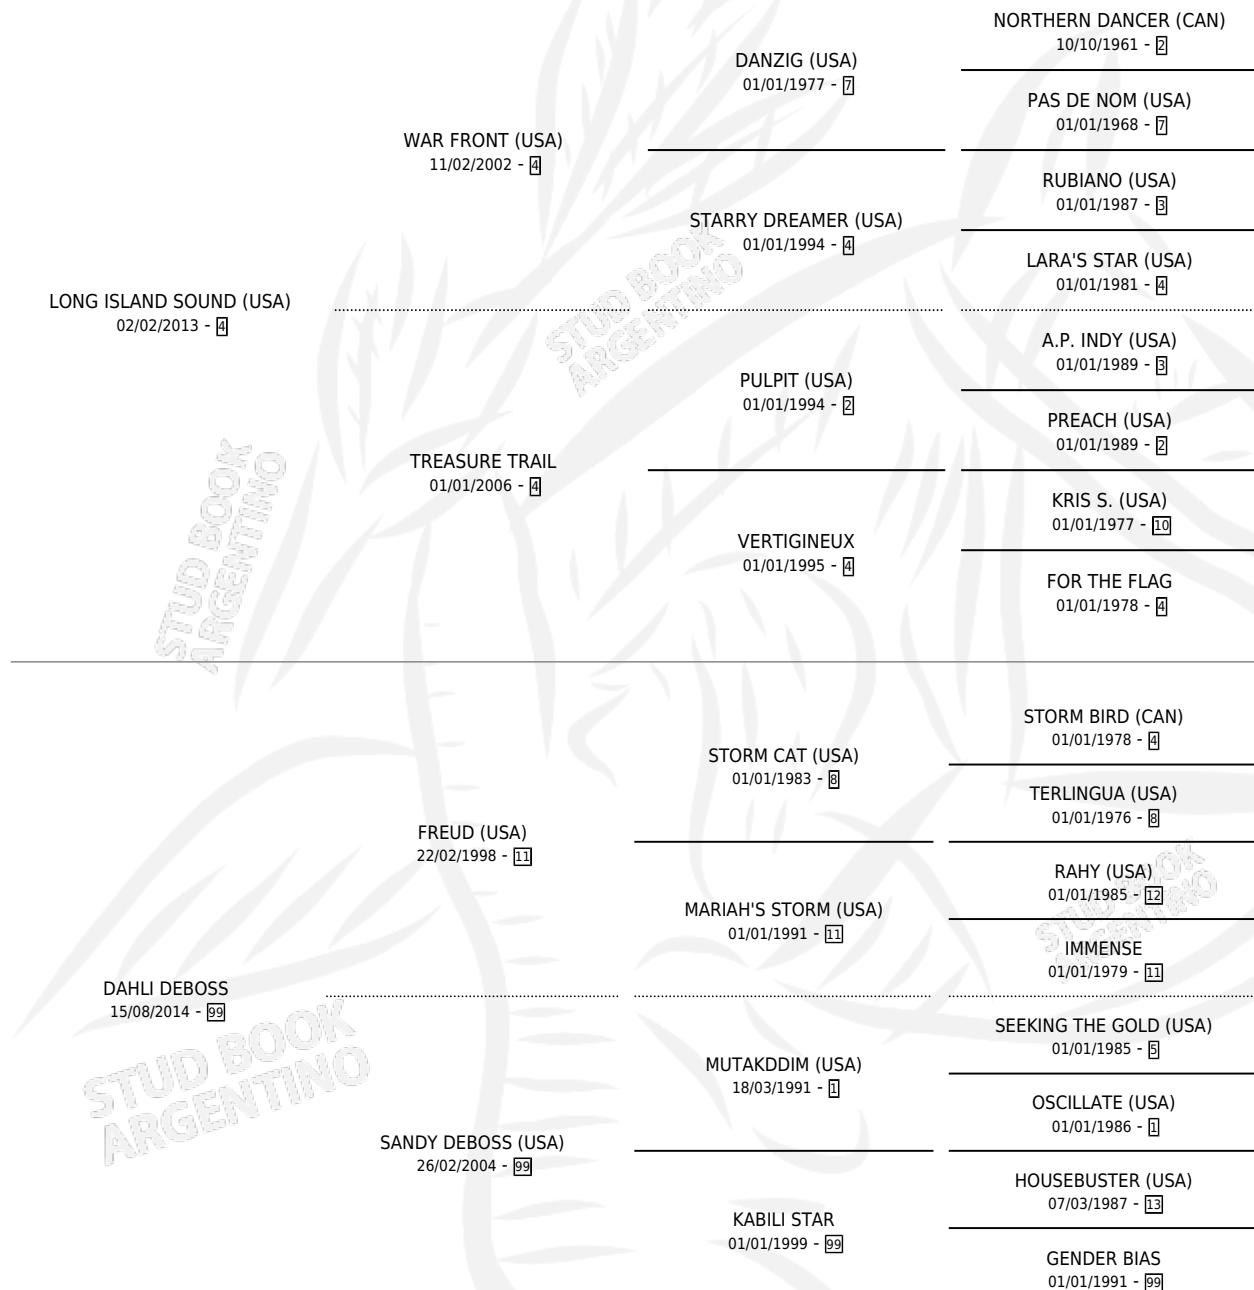 NORTHERN DANCER (CAN)
10/10/1961 - 2
DANZIG (USA)
01/01/1977 - 7
PAS DE NOM (USA)
01/01/1968 - 7
WAR FRONT (USA)
11/02/2002 - 4
RUBIANO (USA)
01/01/1987 - 3
STARRY DREAMER (USA)
01/01/1994 - 4
LARA'S STAR (USA)
01/01/1981 - 4
LONG ISLAND SOUND (USA)
02/02/2013 - 4
STUD BOOK
ARGENTINO
A.P. INDY (USA)
01/01/1989 - 3
PULPIT (USA)
01/01/1994 - 2
PREACH (USA)
01/01/1989 - 2
TREASURE TRAIL
01/01/2006 - 4
KRIS S. (USA)
01/01/1977 - 10
VERTIGINEUX
01/01/1995 - 4
FOR THE FLAG
01/01/1978 - 4
STUD BOOK
ARGENTINO
STORM BIRD (CAN)
01/01/1978 - 4
STORM CAT (USA)
01/01/1983 - 8
TERLINGUA (USA)
01/01/1976 - 8
FREUD (USA)
22/02/1998 - 11
RAHY (USA)
01/01/1985 - 12
MARIAH'S STORM (USA)
01/01/1991 - 11
IMMENSE
01/01/1979 - 11
STUD BOOK
ARGENTINO
DAHLI DEBOSS
15/08/2014 - 99
SEEKING THE GOLD (USA)
01/01/1985 - 5
MUTAKDDIM (USA)
18/03/1991 - 1
OSCILLATE (USA)
01/01/1986 - 1
STUD BOOK
ARGENTINO
SANDY DEBOSS (USA)
26/02/2004 - 99
HOUSEBUSTER (USA)
07/03/1987 - 13
KABILI STAR
01/01/1999 - 99
GENDER BIAS
01/01/1991 - 99